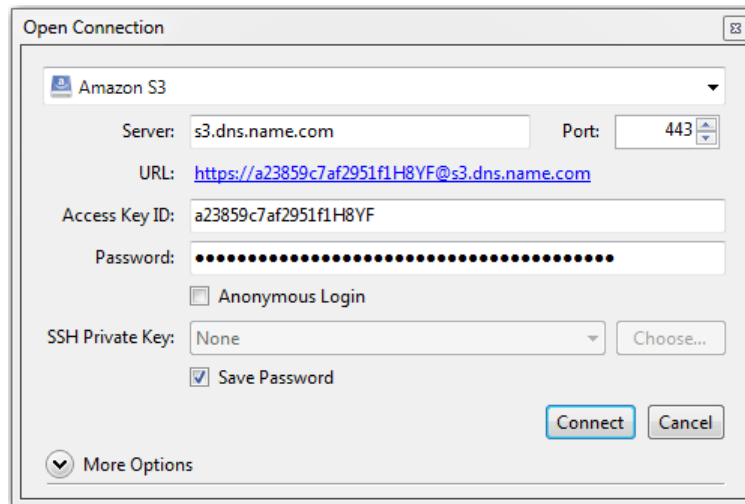 Open Connection
Amazon S3
Server: s3.dns.name.com Port: 443
URL: https://a23859c7af2951f1H8YF@s3.dns.name.com
Access Key ID: a23859c7af2951f1H8YF
Password: ••••••••••••••••••••••••••••••••••••••••
Anonymous Login
SSH Private Key: None Choose...
Save Password
Connect Cancel
More Options